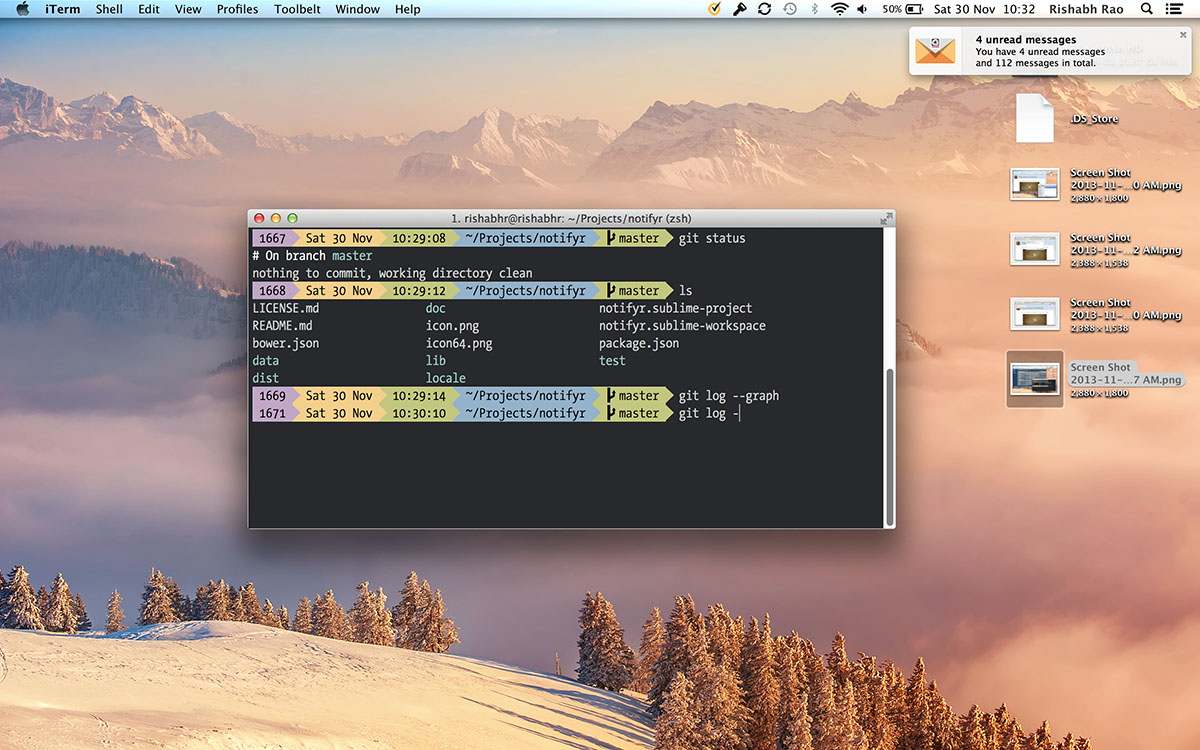 iTerm Shell Edit View Profiles Toolbelt Window Help 50% Sat 30 Nov 10:32 Rishabh Rao
4 unread messages
You have 4 unread messages
and 112 messages in total.
.DS_Store
Screen Shot
2013-11-...0 AM.png
2,880 × 1,800
Screen Shot
2013-11-...2 AM.png
2,388 × 1,538
Screen Shot
2013-11-...0 AM.png
2,388 × 1,538
Screen Shot
2013-11-...7 AM.png
2,880 × 1,800
1. rishabhr@rishabhr: ~/Projects/notifyr (zsh)
1667 Sat 30 Nov 10:29:08 ~/Projects/notifyr master git status
# On branch master
nothing to commit, working directory clean
1668 Sat 30 Nov 10:29:12 ~/Projects/notifyr master ls
LICENSE.md doc notifyr.sublime-project
README.md icon.png notifyr.sublime-workspace
bower.json icon64.png package.json
data lib test
dist locale
1669 Sat 30 Nov 10:29:14 ~/Projects/notifyr master git log --graph
1671 Sat 30 Nov 10:30:10 ~/Projects/notifyr master git log -